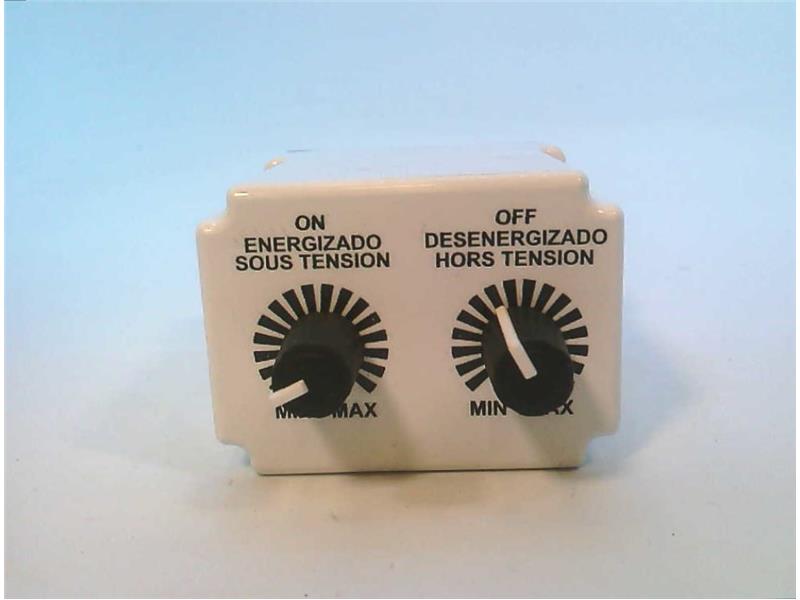 ON
ENERGIZADO
SOUS TENSION
MAX
OFF
DESENERGIZADO
HORS TENSION
MIN